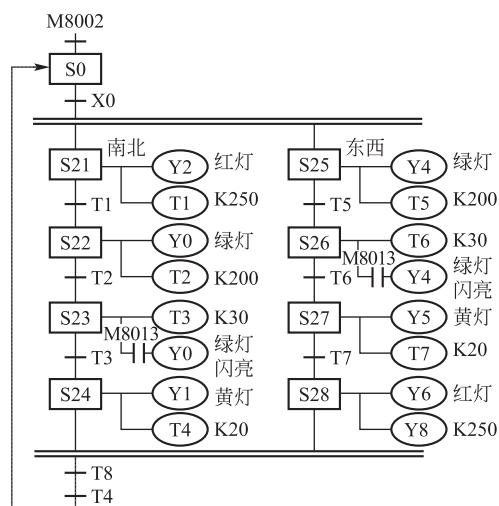 M8002
S0
X0
南北
S21
Y2
红灯
T1
T1
K250
S22
Y0
绿灯
T2
T2
K200
S23
T3
K30
M8013
T3
Y0
绿灯
闪亮
S24
Y1
黄灯
T4
K20
东西
S25
Y4
绿灯
T5
T5
K200
S26
T6
K30
M8013
T6
Y4
绿灯
闪亮
S27
Y5
黄灯
T7
T7
K20
S28
Y6
红灯
Y8
K250
T8
T4